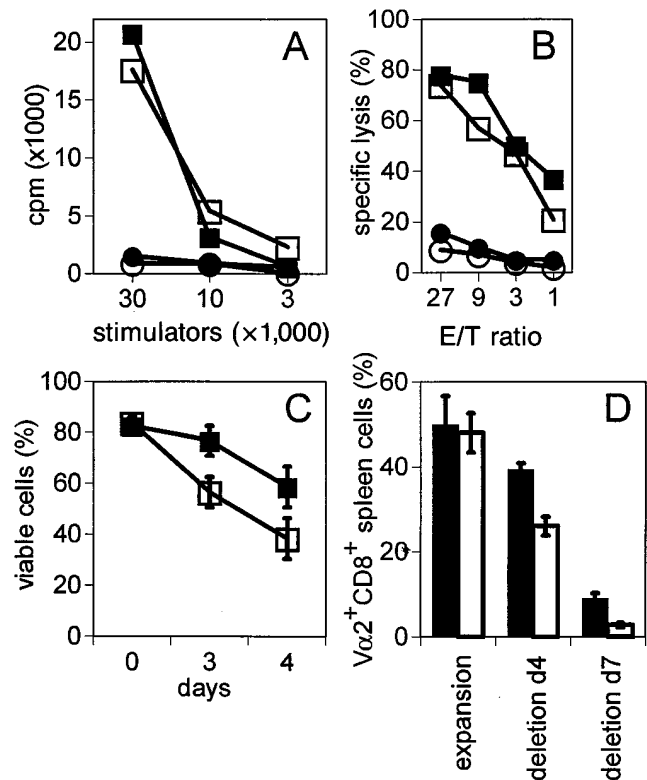 A
cpm (x1000)
20
15
10
5
0
30 10 3
stimulators (×1,000)
B
specific lysis (%)
100
80
60
40
20
0
27 9 3 1
E/T ratio
C
viable cells (%)
100
80
60
40
20
0
0 3 4
days
D
Vα2+CD8+ spleen cells (%)
60
40
20
0
expansion
deletion d4
deletion d7